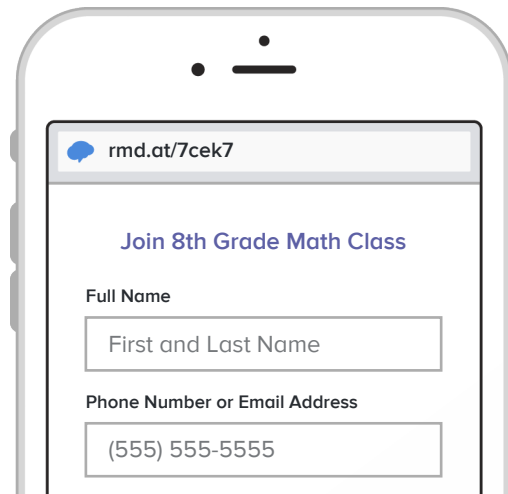 rmd.at/7cek7
Join 8th Grade Math Class
Full Name
First and Last Name
Phone Number or Email Address
(555) 555-5555